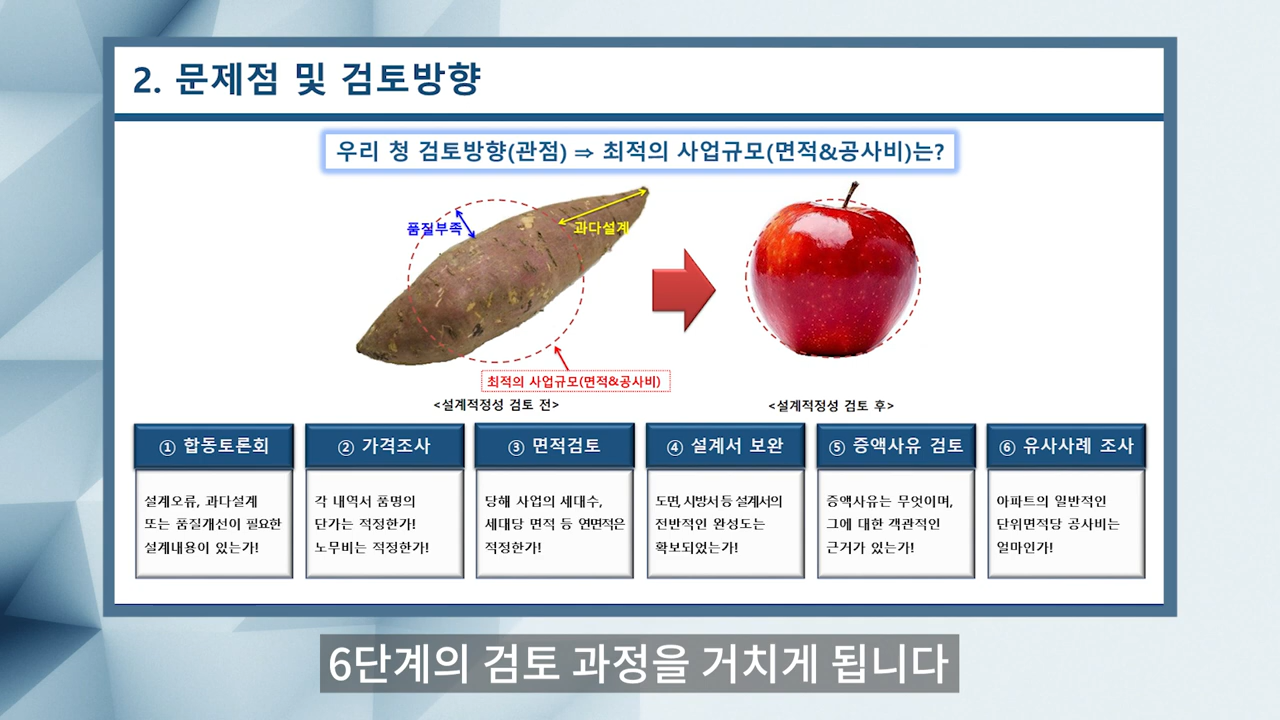 2. 문제점 및 검토방향
우리 청 검토방향(관점) ⇒ 최적의 사업규모(면적&공사비)는?
품질부족
과다설계
최적의 사업규모(면적&공사비)
<설계적정성 검토 전>
<설계적정성 검토 후>
① 합동토론회
설계오류, 과다설계
또는 품질개선이 필요한
설계내용이 있는가!
② 가격조사
각 내역서 품명의
단가는 적정한가!
노무비는 적정한가!
③ 면적검토
당해 사업의 세대수,
세대당 면적 등 연면적은
적정한가!
④ 설계서 보완
도면, 시방서 등 설계서의
전반적인 완성도는
확보되었는가!
⑤ 증액사유 검토
증액사유는 무엇이며,
그에 대한 객관적인
근거가 있는가!
⑥ 유사사례 조사
아파트의 일반적인
단위면적당 공사비는
얼마인가!
6단계의 검토 과정을 거치게 됩니다